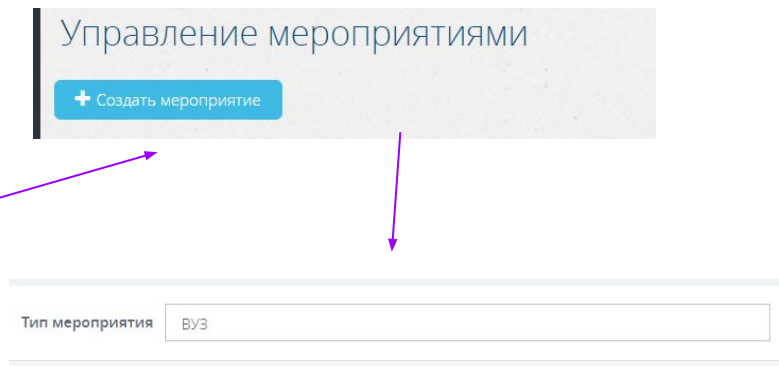 Управление мероприятиями
Создать мероприятие
Тип мероприятия ВУЗ